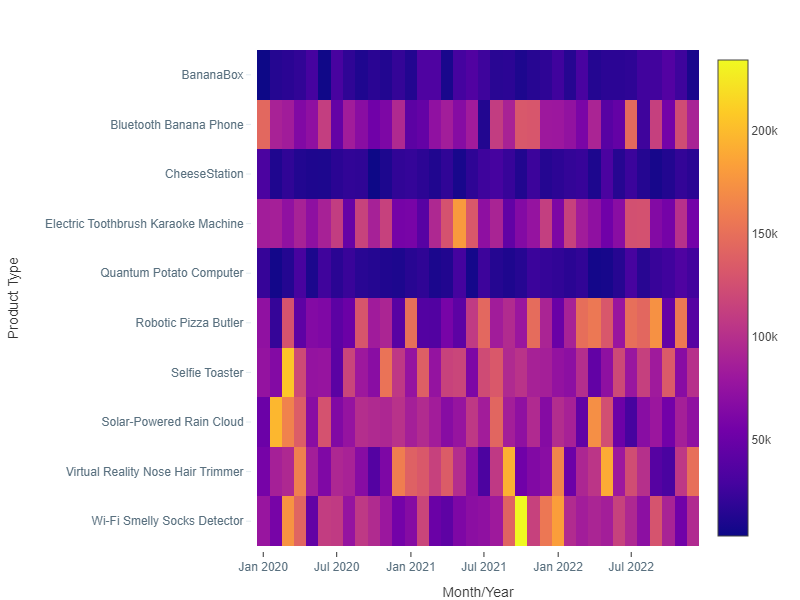 BananaBox
Bluetooth Banana Phone
CheeseStation
Electric Toothbrush Karaoke Machine
Quantum Potato Computer
Robotic Pizza Butler
Selfie Toaster
Solar-Powered Rain Cloud
Virtual Reality Nose Hair Trimmer
Wi-Fi Smelly Socks Detector
Product Type
Jan 2020
Jul 2020
Jan 2021
Jul 2021
Jan 2022
Jul 2022
Month/Year
200k
150k
100k
50k